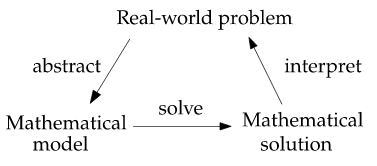 Real-world problem
abstract
interpret
solve
Mathematical
model
Mathematical
solution